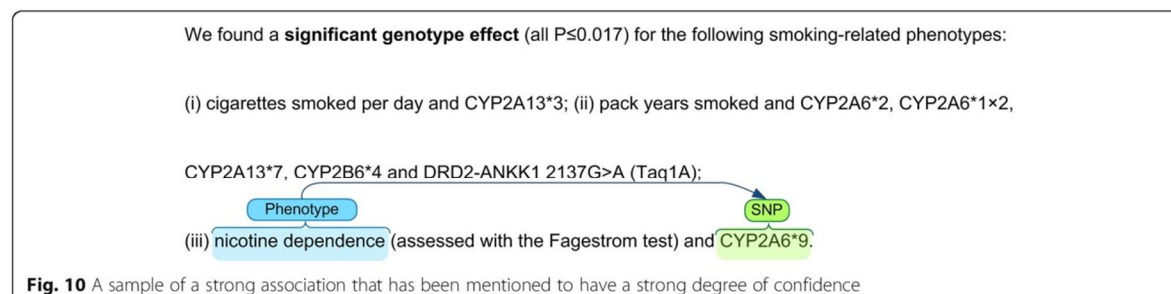 We found a significant genotype effect (all P≤0.017) for the following smoking-related phenotypes:
(i) cigarettes smoked per day and CYP2A13*3; (ii) pack years smoked and CYP2A6*2, CYP2A6*1×2,
CYP2A13*7, CYP2B6*4 and DRD2-ANKK1 2137G>A (Taq1A);
Phenotype SNP
(iii) nicotine dependence (assessed with the Fagestrom test) and CYP2A6*9.
Fig. 10 A sample of a strong association that has been mentioned to have a strong degree of confidence